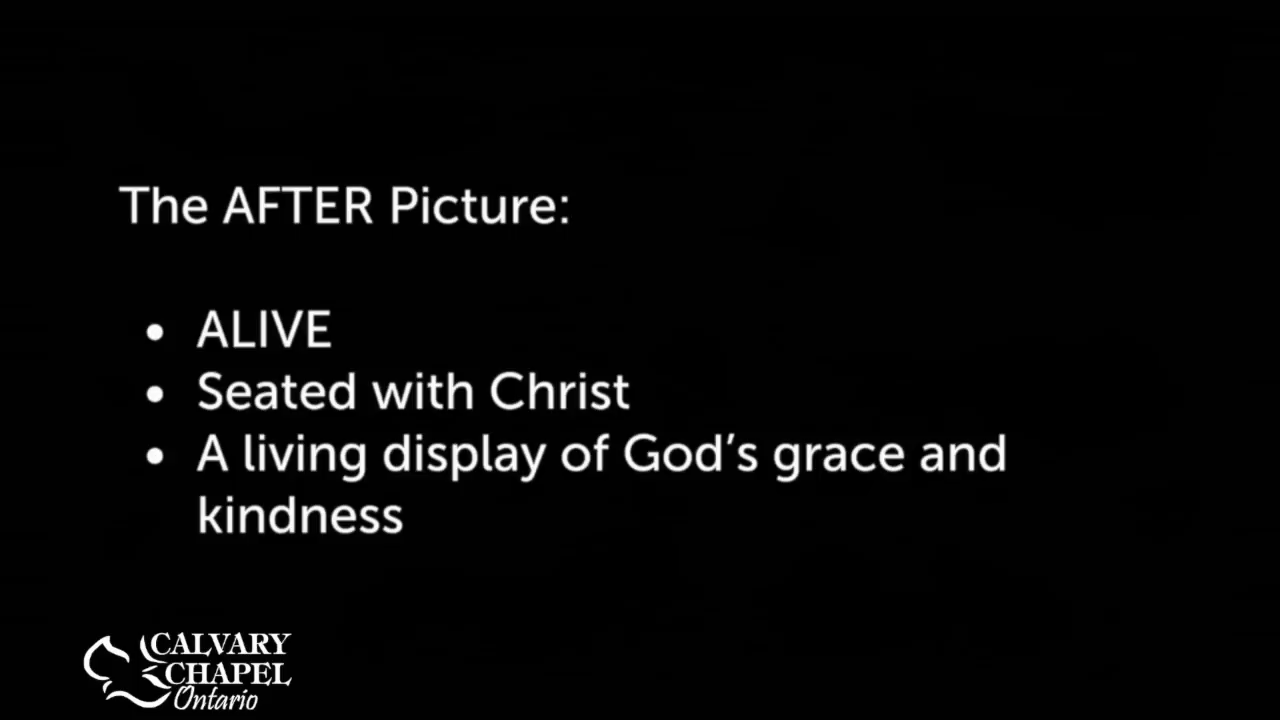 The AFTER Picture:
• ALIVE
• Seated with Christ
• A living display of God’s grace and
kindness
CALVARY
CHAPEL
Ontario